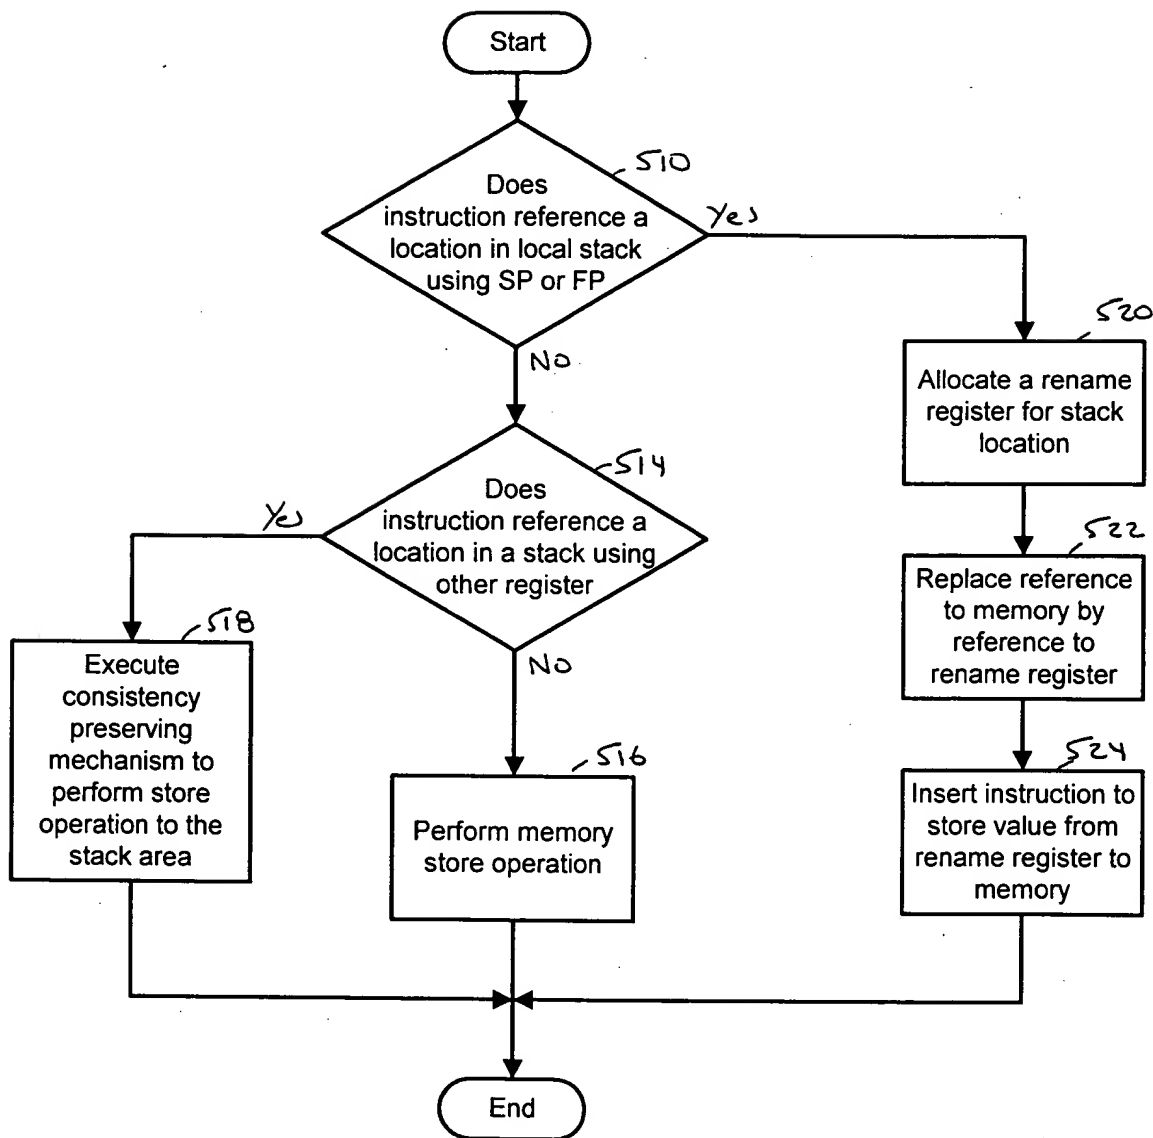 Start
510
Does
instruction reference a
location in local stack
using SP or FP
Yes
NO
520
Allocate a rename
register for stack
location
514
Does
instruction reference a
location in a stack using
other register
Yes
NO
522
Replace reference
to memory by
reference to
rename register
518
Execute
consistency
preserving
mechanism to
perform store
operation to the
stack area
516
Perform memory
store operation
524
Insert instruction to
store value from
rename register to
memory
End